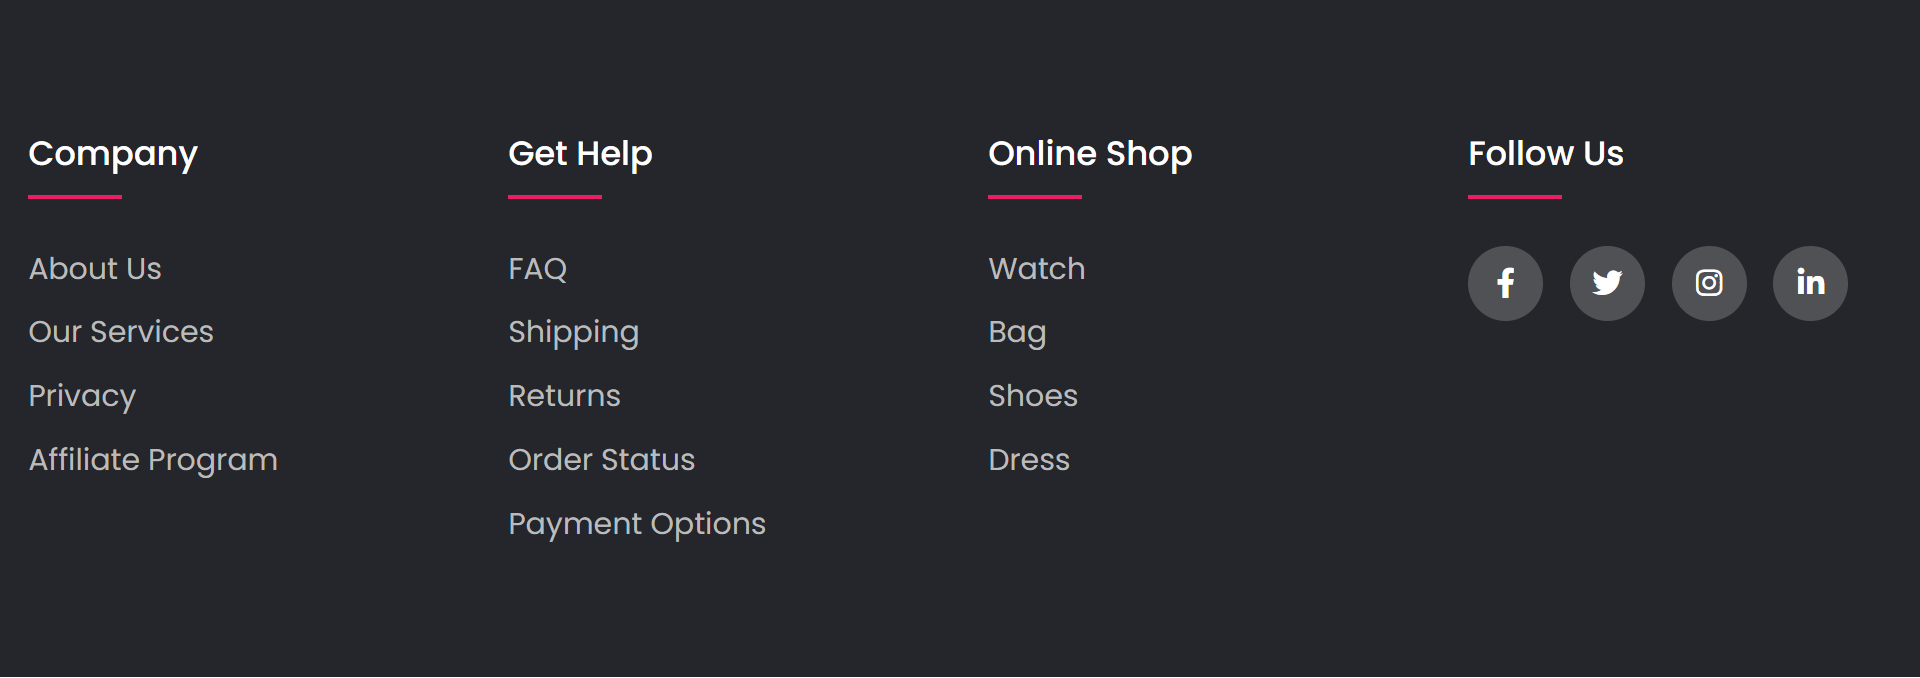 Company
About Us
Our Services
Privacy
Affiliate Program
Get Help
FAQ
Shipping
Returns
Order Status
Payment Options
Online Shop
Watch
Bag
Shoes
Dress
Follow Us